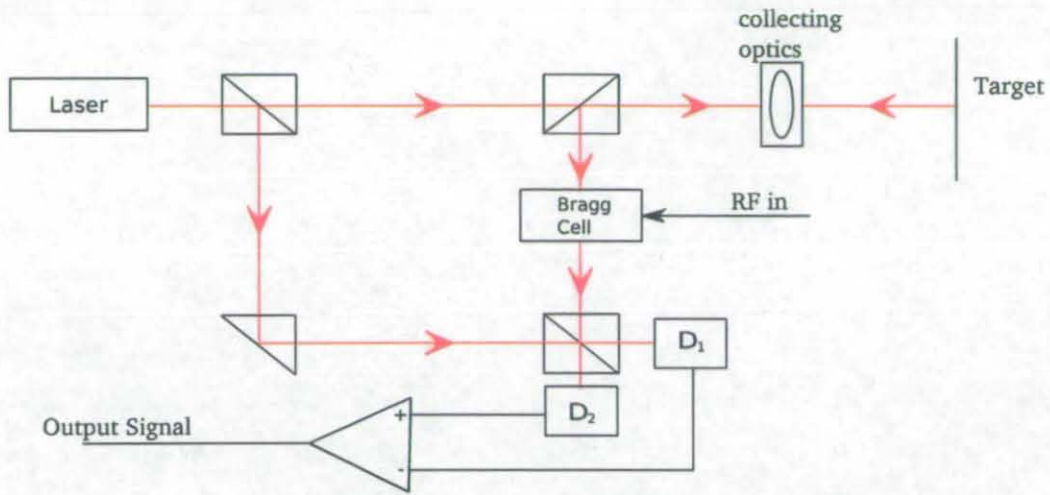 collecting
optics
Laser
Target
Bragg
Cell
RF in
D₁
+
D₂
Output Signal
-